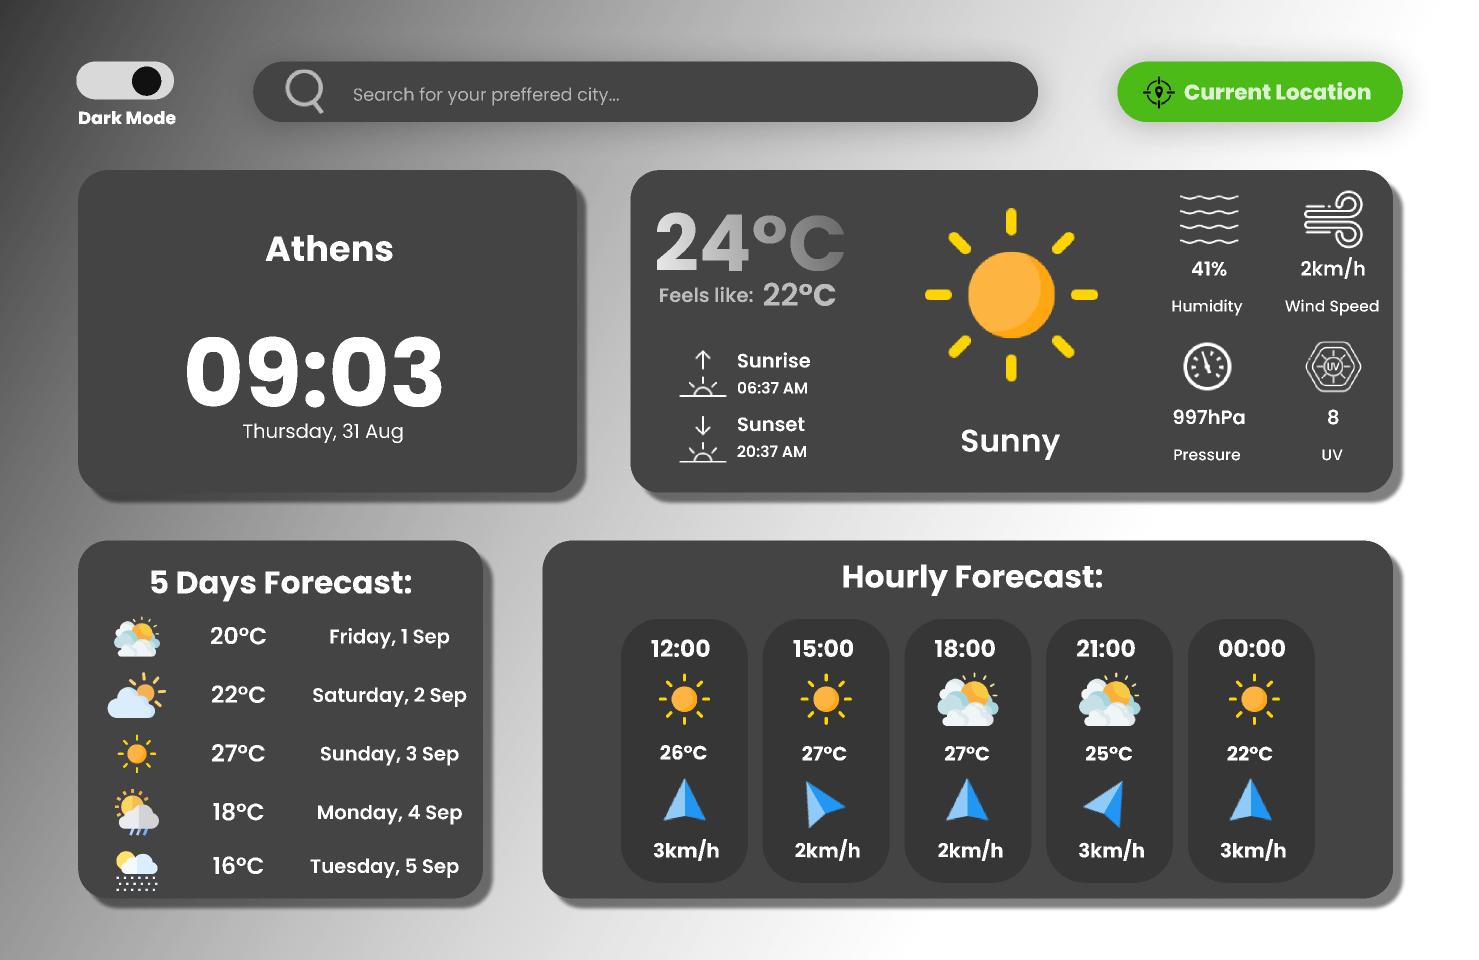 Dark Mode
Search for your preffered city...
Current Location
Athens
09:03
Thursday, 31 Aug
24°C
Feels like: 22°C
Sunrise
06:37 AM
Sunset
20:37 AM
Sunny
41%
Humidity
2km/h
Wind Speed
997hPa
Pressure
UV
8
UV
5 Days Forecast:
20°C Friday, 1 Sep
22°C Saturday, 2 Sep
27°C Sunday, 3 Sep
18°C Monday, 4 Sep
16°C Tuesday, 5 Sep
Hourly Forecast:
12:00 15:00 18:00 21:00 00:00
26°C 27°C 27°C 25°C 22°C
3km/h 2km/h 2km/h 3km/h 3km/h